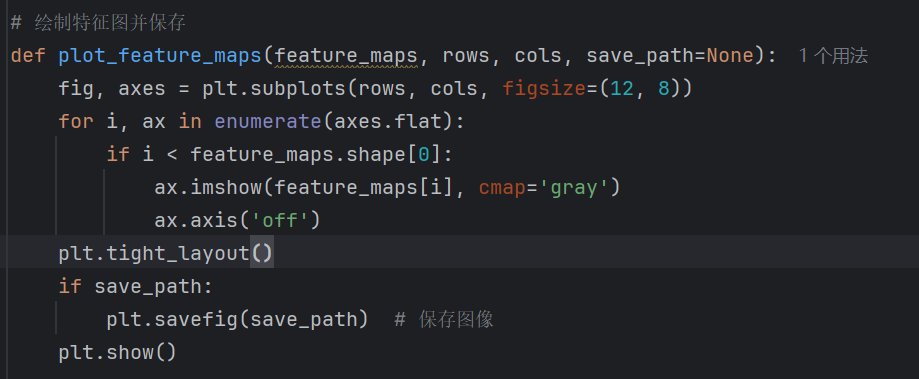 # 绘制特征图并保存
def plot_feature_maps(feature_maps, rows, cols, save_path=None): 1 个用法
    fig, axes = plt.subplots(rows, cols, figsize=(12, 8))
    for i, ax in enumerate(axes.flat):
        if i < feature_maps.shape[0]:
            ax.imshow(feature_maps[i], cmap='gray')
            ax.axis('off')
    plt.tight_layout()
    if save_path:
        plt.savefig(save_path)  # 保存图像
    plt.show()